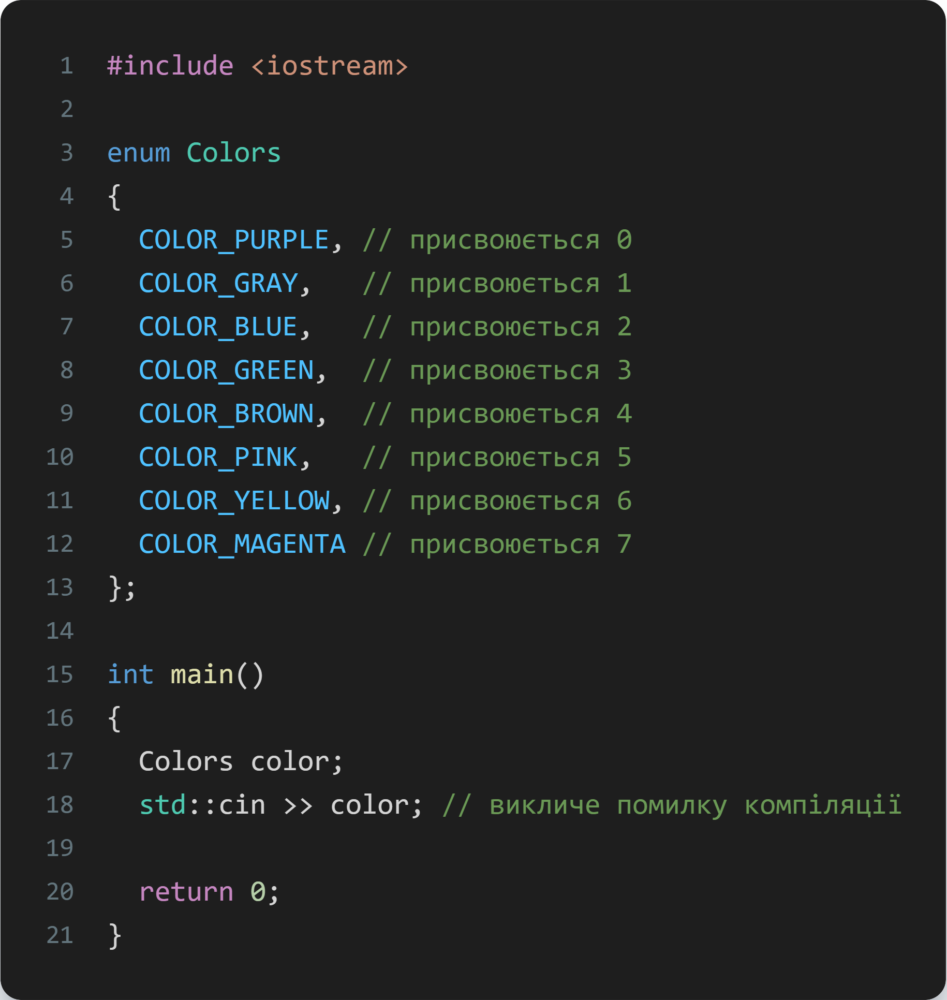 1 #include <iostream>
2
3 enum Colors
4 {
5   COLOR_PURPLE, // присвоюється 0
6   COLOR_GRAY,   // присвоюється 1
7   COLOR_BLUE,   // присвоюється 2
8   COLOR_GREEN,  // присвоюється 3
9   COLOR_BROWN,  // присвоюється 4
10   COLOR_PINK,   // присвоюється 5
11   COLOR_YELLOW, // присвоюється 6
12   COLOR_MAGENTA // присвоюється 7
13 };
14
15 int main()
16 {
17   Colors color;
18   std::cin >> color; // викличе помилку компіляції
19
20   return 0;
21 }